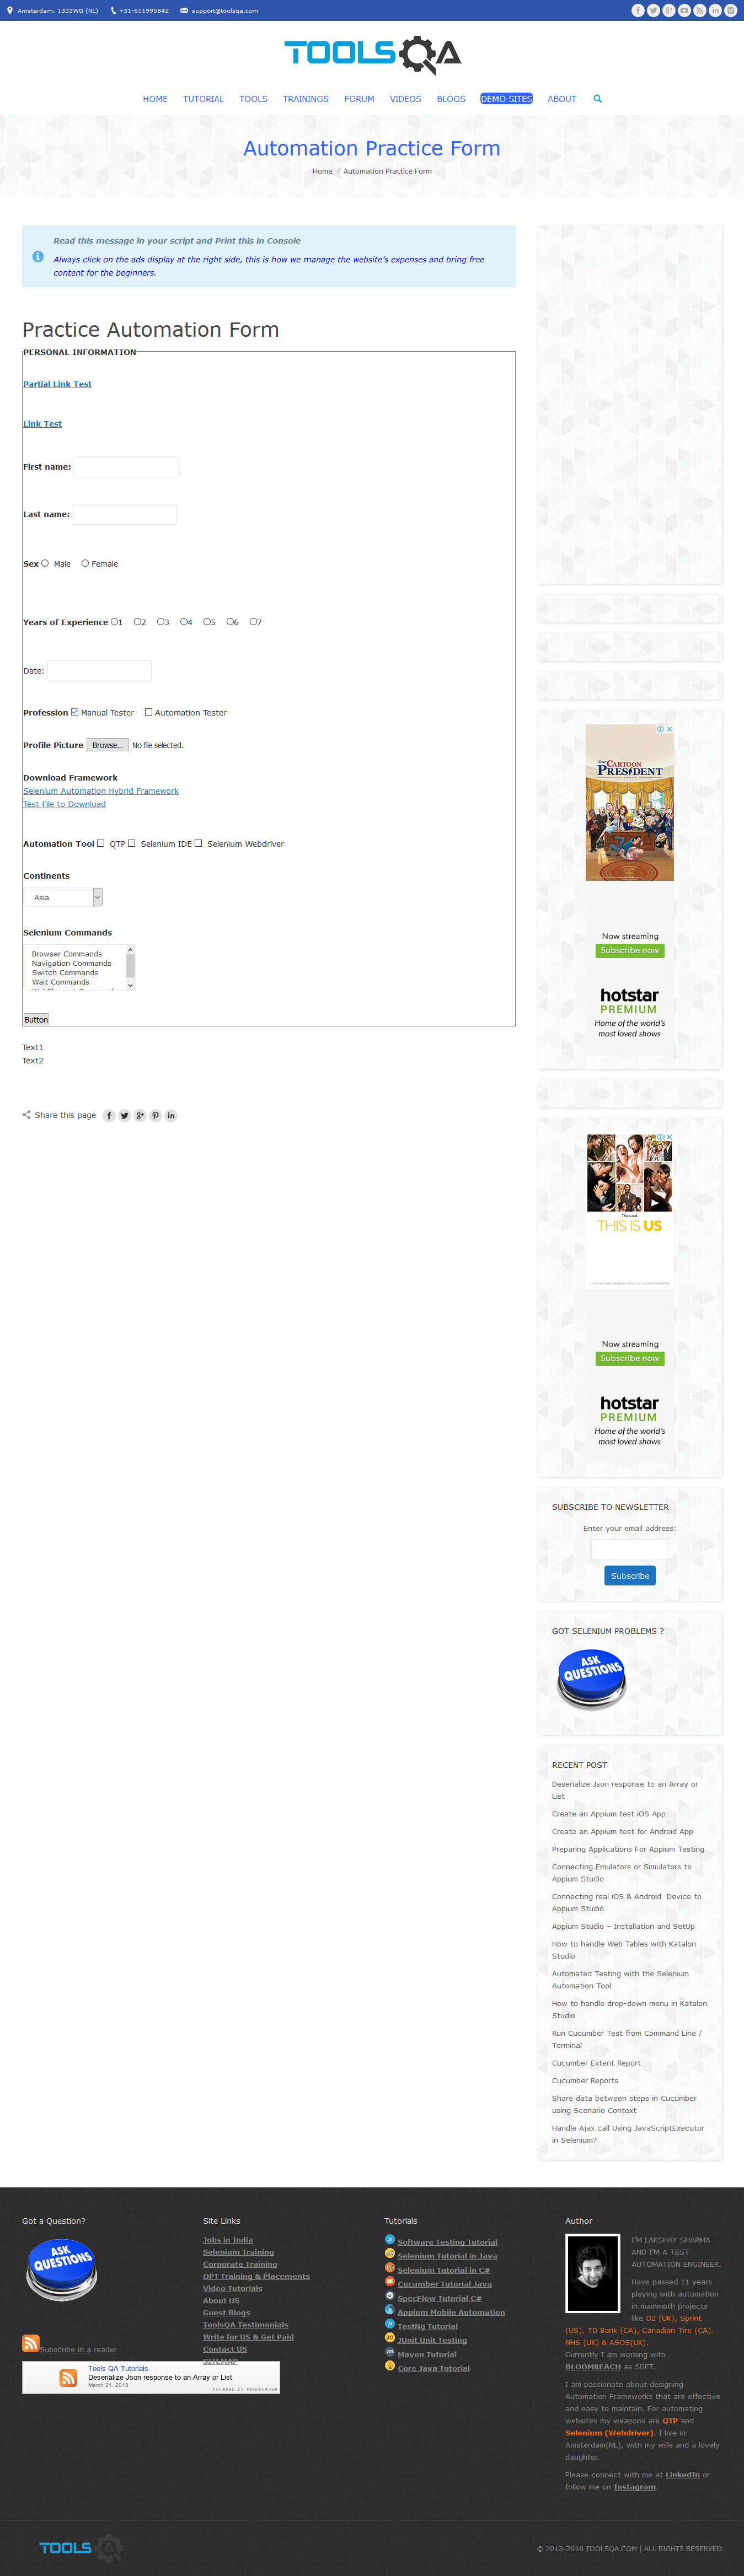 Amsterdam, 1333WG (NL) +31-611995842 support@toolsqa.com
TOOLSQA
HOME TUTORIAL TOOLS TRAININGS FORUM VIDEOS BLOGS DEMO SITES ABOUT
Automation Practice Form
Home / Automation Practice Form
Read this message in your script and Print this in Console
Always click on the ads display at the right side, this is how we manage the website's expenses and bring free
content for the beginners.
Practice Automation Form
PERSONAL INFORMATION
Partial Link Test
Link Test
First name:
Last name:
Sex Male Female
Years of Experience 1 2 3 4 5 6 7
Date:
Profession Manual Tester Automation Tester
Profile Picture Browse... No file selected.
Download Framework
Selenium Automation Hybrid Framework
Test File to Download
Automation Tool QTP Selenium IDE Selenium Webdriver
Continents
Asia
Selenium Commands
Browser Commands
Navigation Commands
Switch Commands
Wait Commands
Button
Text1
Text2
Share this page
Our
CARTOON
PRESIDENT
Now streaming
Subscribe now
hotstar
PREMIUM
Home of the world's
most loved shows
This is real.
THIS IS US
Now streaming
Subscribe now
hotstar
PREMIUM
Home of the world's
most loved shows
SUBSCRIBE TO NEWSLETTER
Enter your email address:
Subscribe
GOT SELENIUM PROBLEMS ?
ASK
QUESTIONS
RECENT POST
Deserialize Json response to an Array or
List
Create an Appium test iOS App
Create an Appium test for Android App
Preparing Applications For Appium Testing
Connecting Emulators or Simulators to
Appium Studio
Connecting real iOS & Android Device to
Appium Studio
Appium Studio – Installation and SetUp
How to handle Web Tables with Katalon
Studio
Automated Testing with the Selenium
Automation Tool
How to handle drop-down menu in Katalon
Studio
Run Cucumber Test from Command Line /
Terminal
Cucumber Extent Report
Cucumber Reports
Share data between steps in Cucumber
using Scenario Context
Handle Ajax call Using JavaScriptExecutor
in Selenium?
Got a Question?
ASK
QUESTIONS
Subscribe in a reader
Tools QA Tutorials
Deserialize Json response to an Array or List
March 21, 2018
POWERED BY FEEDBURNER
Site Links
Jobs in India
Selenium Training
Corporate Training
OPT Training & Placements
Video Tutorials
About US
Guest Blogs
ToolsQA Testimonials
Write for US & Get Paid
Contact US
SITEMAP
Tutorials
Software Testing Tutorial
Selenium Tutorial in Java
Selenium Tutorial in C#
Cucumber Tutorial Java
SpecFlow Tutorial C#
Appium Mobile Automation
TestNg Tutorial
JUnit Unit Testing
Maven Tutorial
Core Java Tutorial
Author
I'M LAKSHAY SHARMA
AND I'M A TEST
AUTOMATION ENGINEER.
Have passed 11 years
playing with automation
in mammoth projects
like O2 (UK), Sprint
(US), TD Bank (CA), Canadian Tire (CA),
NHS (UK) & ASOS(UK).
Currently I am working with
BLOOMREACH as SDET.
I am passionate about designing
Automation Frameworks that are effective
and easy to maintain. For automating
websites my weapons are QTP and
Selenium (Webdriver). I live in
Amsterdam(NL), with my wife and a lovely
daughter.
Please connect with me at LinkedIn or
follow me on Instagram.
TOOLSQA
© 2013-2018 TOOLSQA.COM | ALL RIGHTS RESERVED